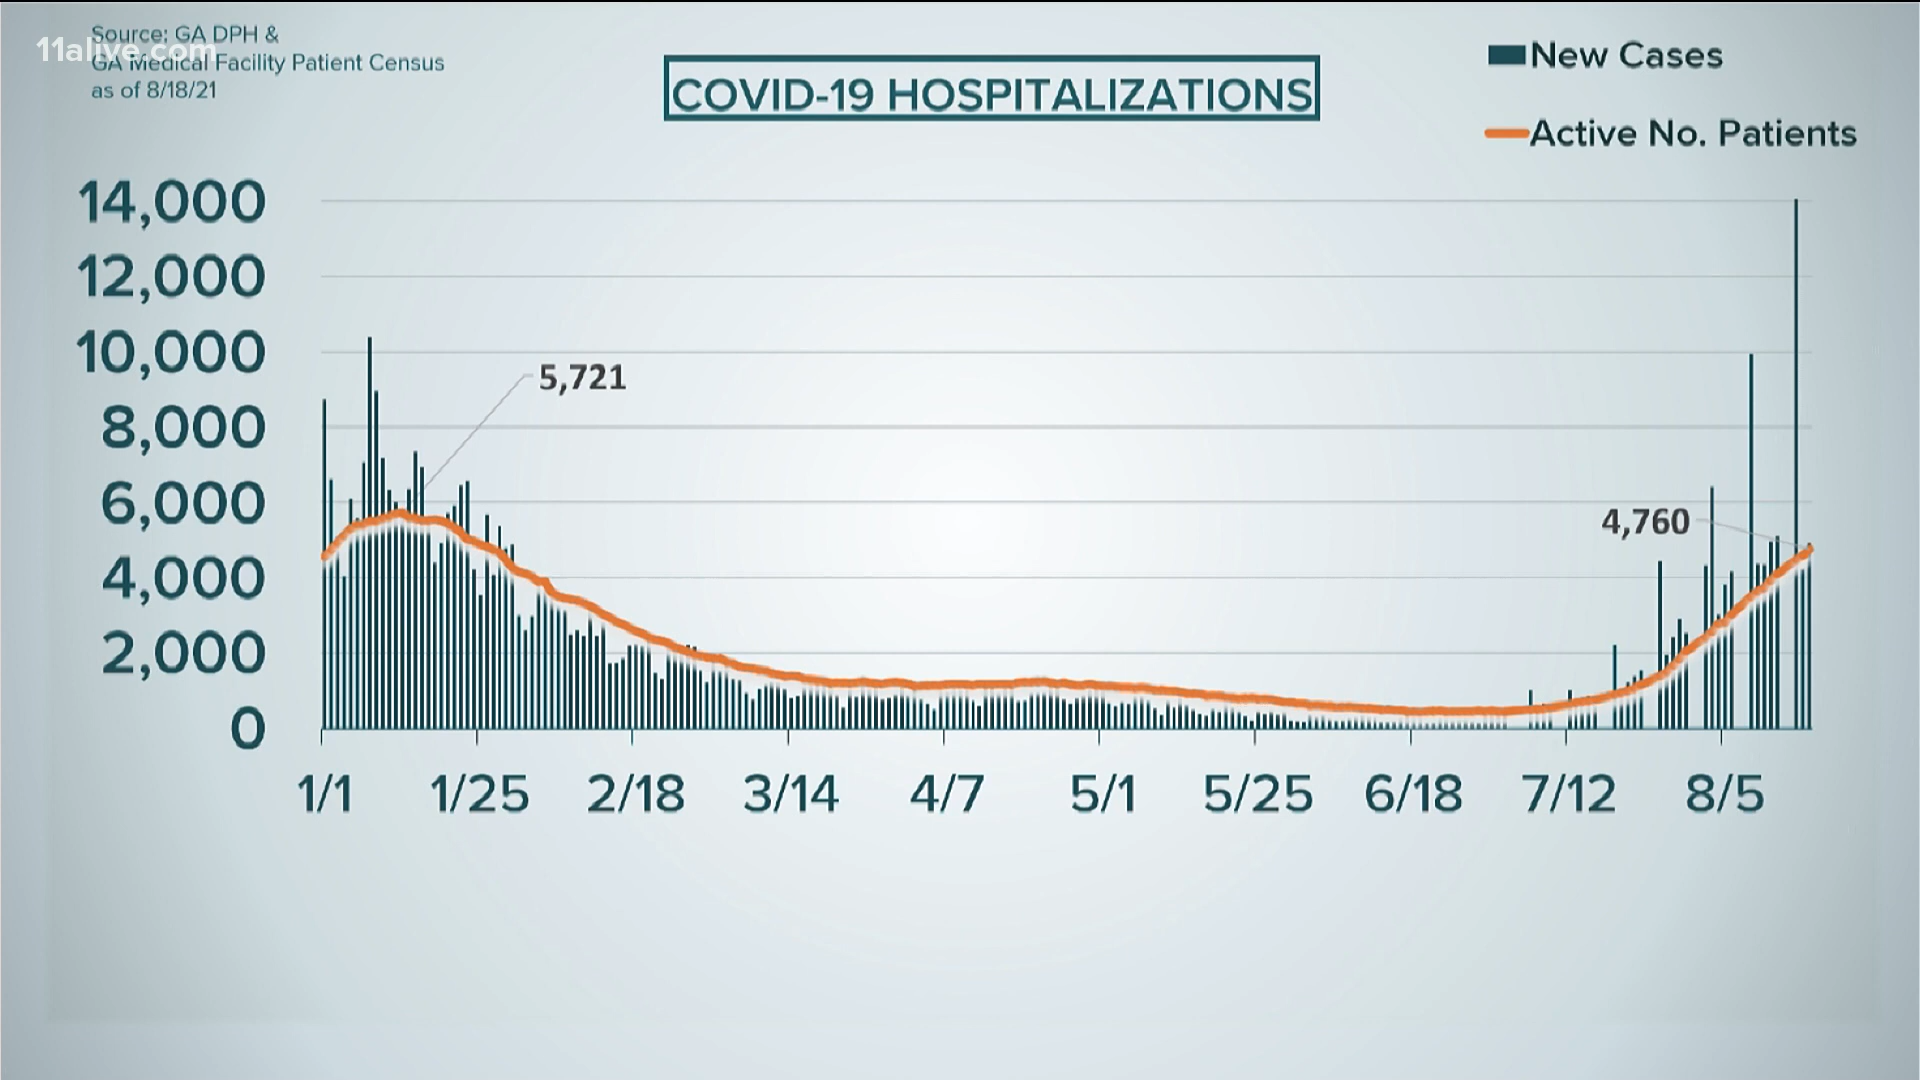 Source: GA DPH &
11alive.com
GA Medical Facility Patient Census
as of 8/18/21
COVID-19 HOSPITALIZATIONS
New Cases
Active No. Patients
14,000
12,000
10,000
8,000
6,000
4,000
2,000
0
5,721
4,760
1/1 1/25 2/18 3/14 4/7 5/1 5/25 6/18 7/12 8/5